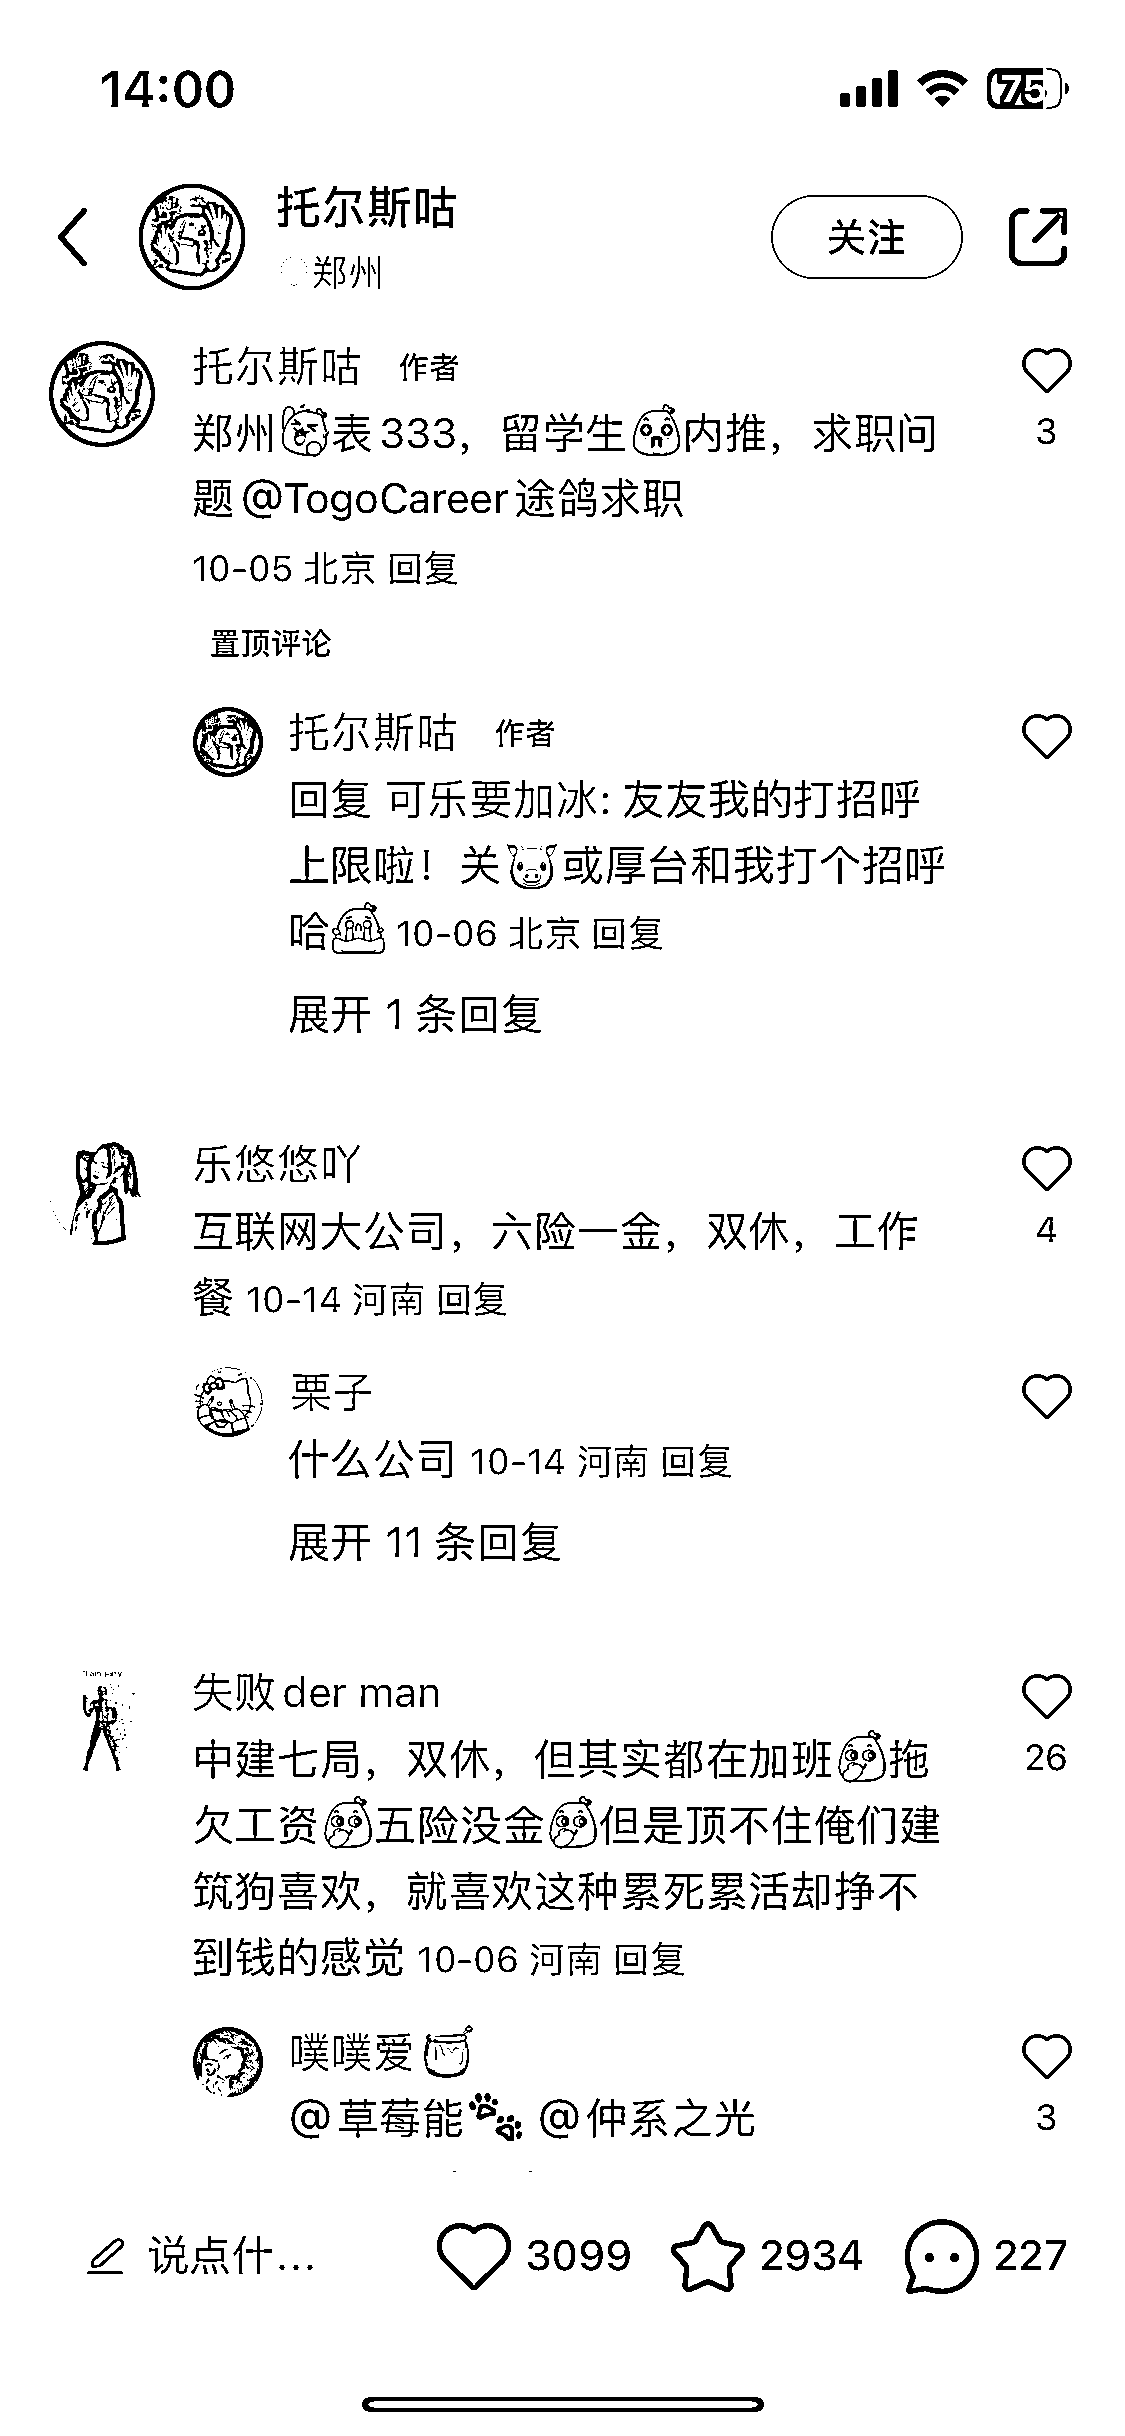 14:00
75
托尔斯咕
郑州
关注
托尔斯咕 作者
郑州表333，留学生内推，求职问
3
题@TogoCareer途鸽求职
10-05 北京 回复
置顶评论
托尔斯咕 作者
回复 可乐要加冰: 友友我的打招呼
上限啦！关🐷或厚台和我打个招呼
哈 10-06 北京 回复
展开 1 条回复
乐悠悠吖
互联网大公司，六险一金，双休，工作
4
餐 10-14 河南 回复
栗子
什么公司 10-14 河南 回复
展开 11 条回复
失败der man
中建七局，双休，但其实都在加班拖
26
欠工资五险没金但是顶不住俺们建
筑狗喜欢，就喜欢这种累死累活却挣不
到钱的感觉 10-06 河南 回复
噗噗爱🍯
@草莓能🐾 @仲系之光
3
说点什...
3099
2934
227